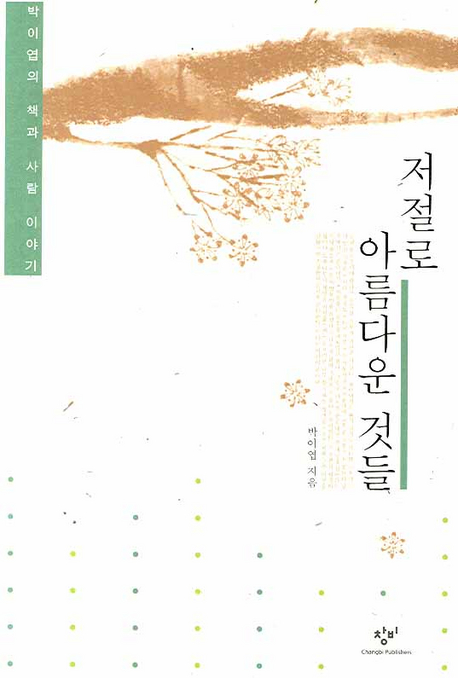 박이엽의 책과 사람 이야기
저절로
아름다운 것들
박이엽 지음
창비
Changbi Publishers